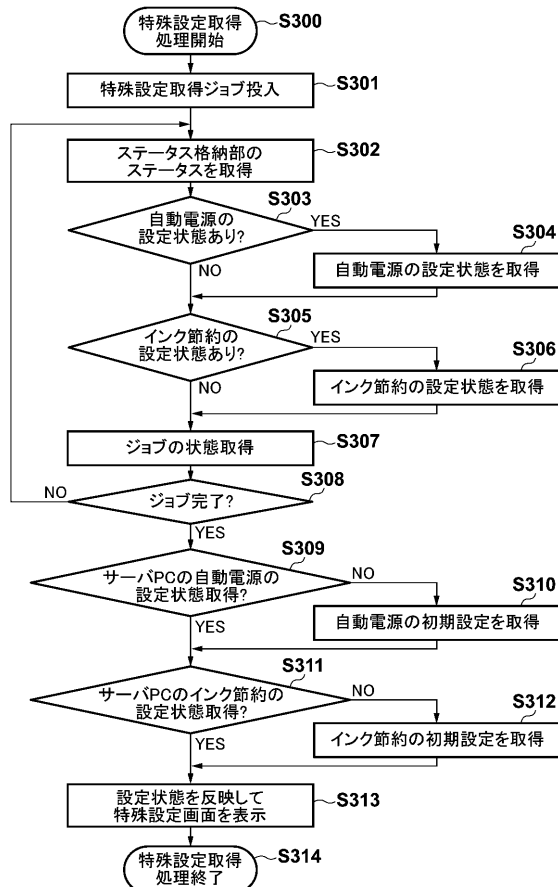 特殊設定取得
処理開始
S300
特殊設定取得ジョブ投入
S301
ステータス格納部の
ステータスを取得
S302
自動電源の
設定状態あり?
S303
YES
NO
自動電源の設定状態を取得
S304
インク節約の
設定状態あり?
S305
YES
NO
インク節約の設定状態を取得
S306
ジョブの状態取得
S307
ジョブ完了?
S308
NO
YES
サーバPCの自動電源の
設定状態取得?
S309
NO
YES
自動電源の初期設定を取得
S310
サーバPCのインク節約の
設定状態取得?
S311
NO
YES
インク節約の初期設定を取得
S312
設定状態を反映して
特殊設定画面を表示
S313
特殊設定取得
処理終了
S314